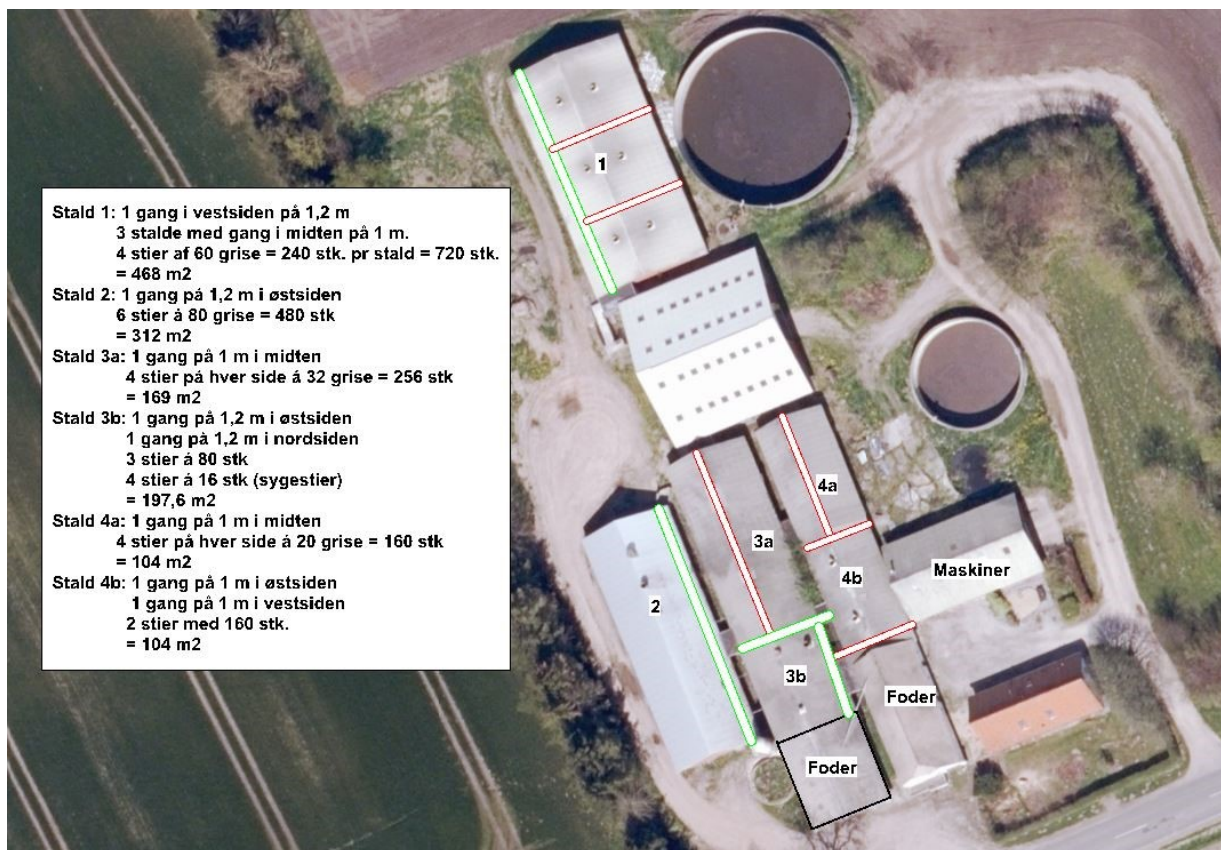 Stald 1: 1 gang i vestsiden på 1,2 m
3 stalde med gang i midten på 1 m.
4 stier af 60 grise = 240 stk. pr stald = 720 stk.
= 468 m2
Stald 2: 1 gang på 1,2 m i østsiden
6 stier á 80 grise = 480 stk
= 312 m2
Stald 3a: 1 gang på 1 m i midten
4 stier på hver side á 32 grise = 256 stk
= 169 m2
Stald 3b: 1 gang på 1,2 m i østsiden
1 gang på 1,2 m i nordsiden
3 stier á 80 stk
4 stier á 16 stk (sygestier)
= 197,6 m2
Stald 4a: 1 gang på 1 m i midten
4 stier på hver side á 20 grise = 160 stk
= 104 m2
Stald 4b: 1 gang på 1 m i østsiden
1 gang på 1 m i vestsiden
2 stier med 160 stk.
= 104 m2
1
4a
3a
4b
Maskiner
2
3b
Foder
Foder